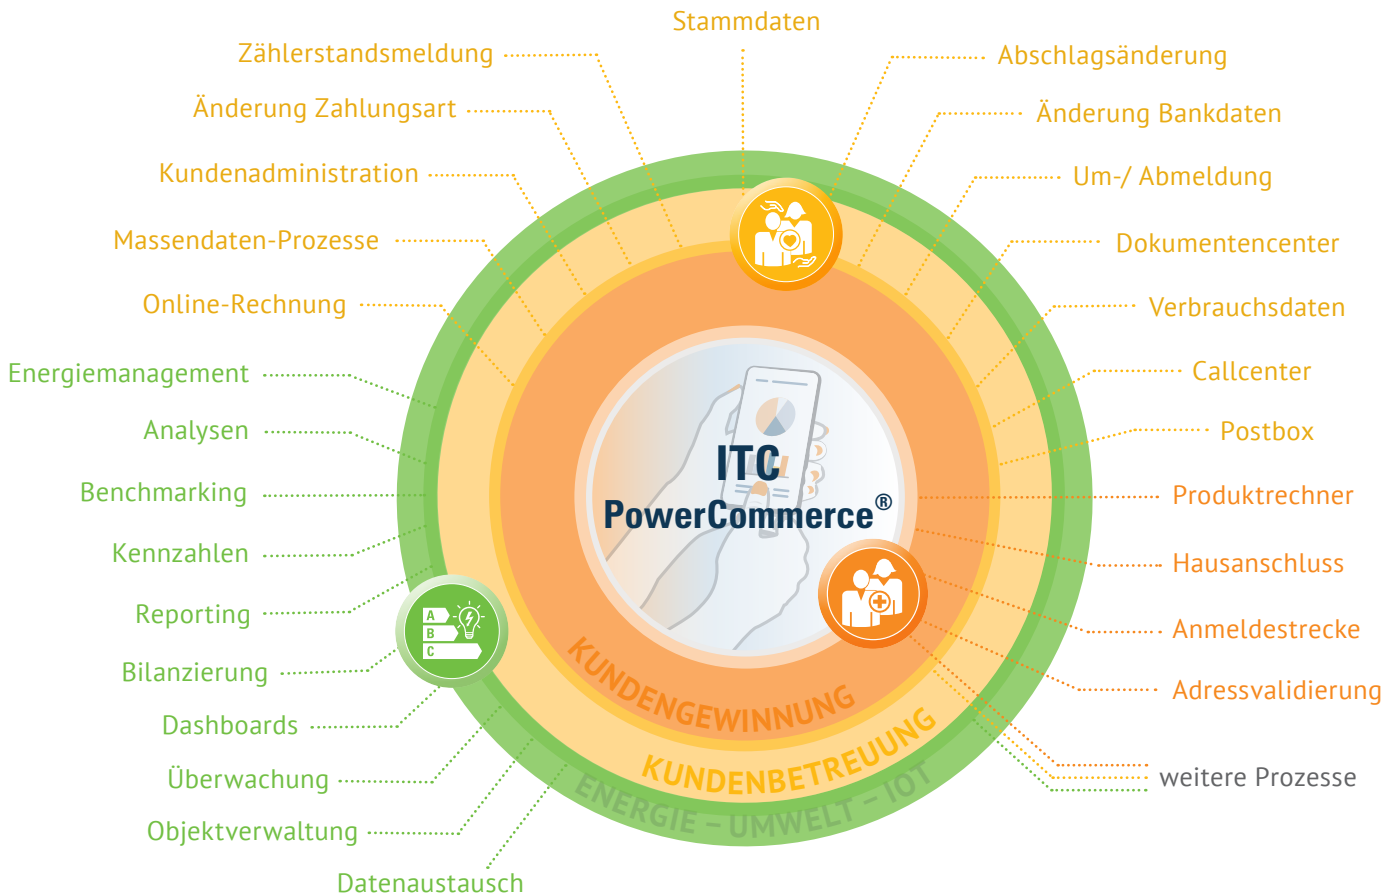 Stammdaten
Zählerstandsmeldung
Abschlagsänderung
Änderung Zahlungsart
Änderung Bankdaten
Kundenadministration
Um-/ Abmeldung
Massendaten-Prozesse
Dokumentencenter
Online-Rechnung
Verbrauchsdaten
Energiemanagement
Callcenter
Analysen
Postbox
ITC
PowerCommerce®
Benchmarking
Produktrechner
Kennzahlen
Hausanschluss
Reporting
A
B
C
Anmeldestrecke
Bilanzierung
Adressvalidierung
Dashboards
KUNDENGEWINNUNG
KUNDENBETREUUNG
ENERGIE – UMWELT – IOT
Überwachung
weitere Prozesse
Objektverwaltung
Datenaustausch